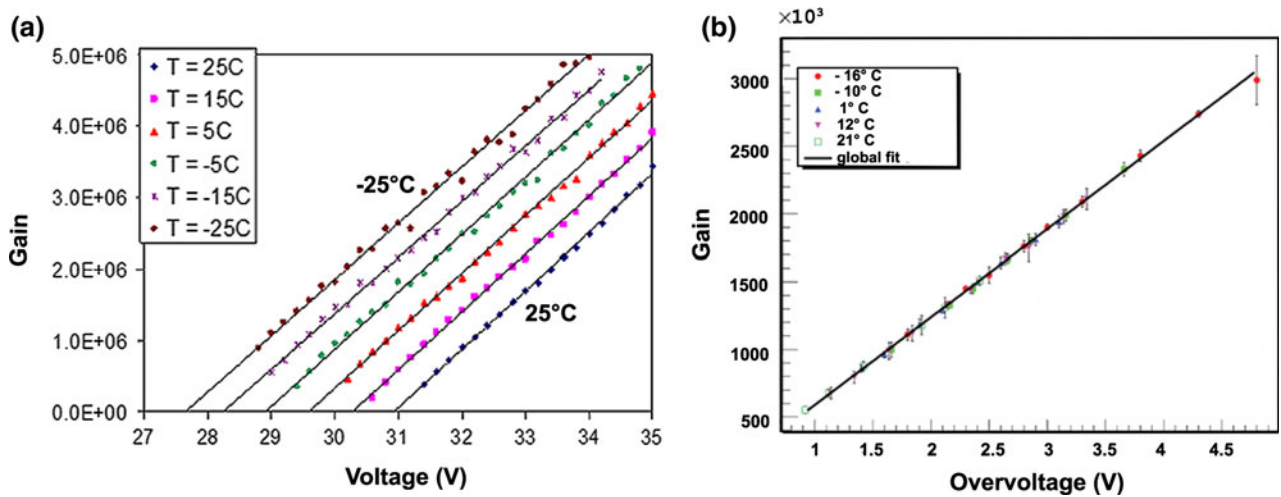 (a)
5.0E+06
4.0E+06
3.0E+06
2.0E+06
1.0E+06
0.0E+00
Gain
T = 25C
T = 15C
T = 5C
T = -5C
T = -15C
T = -25C
-25°C
25°C
27 28 29 30 31 32 33 34 35
Voltage (V)
(b)
×10³
3000
2500
2000
1500
1000
500
Gain
- 16° C
- 10° C
1° C
12° C
21° C
global fit
1 1.5 2 2.5 3 3.5 4 4.5
Overvoltage (V)